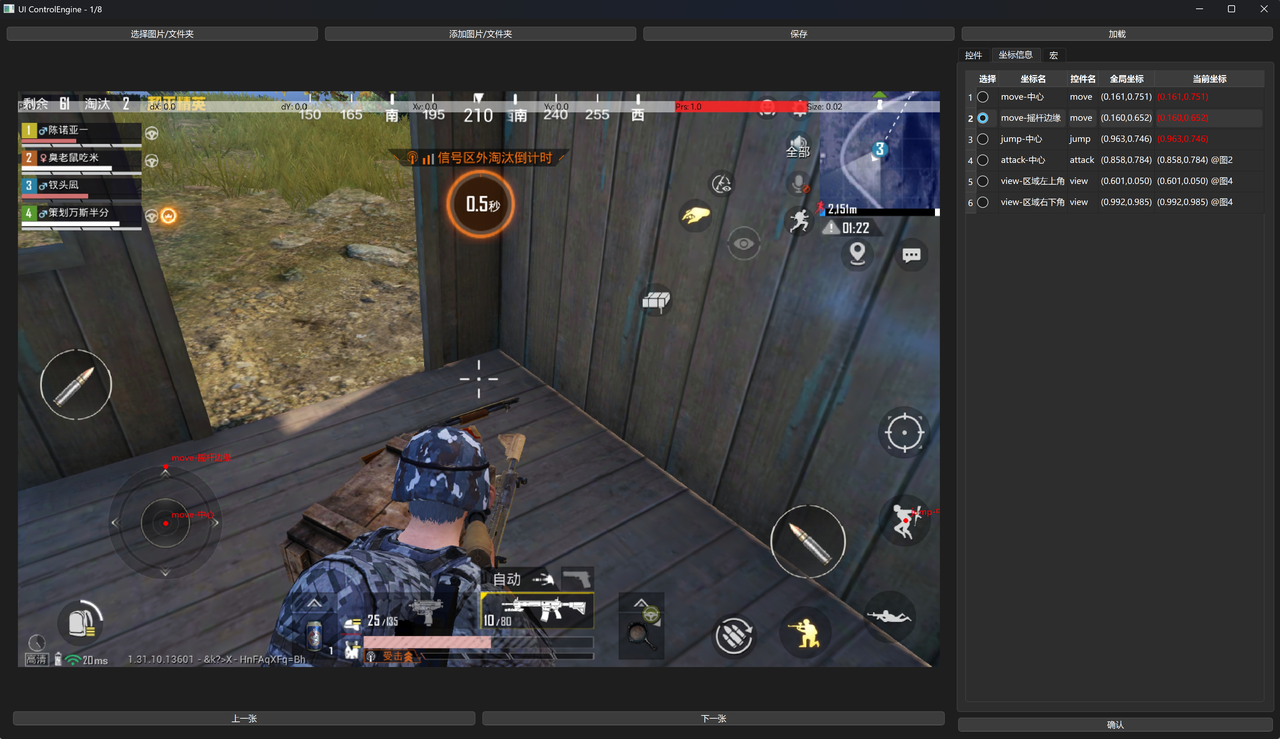 UI ControlEngine - 1/8
选择图片/文件夹
添加图片/文件夹
保存
加载
剩余 61 淘汰 2
dX: 0.0
dY: 0.0
Xv: 0.0
Yv: 0.0
Prs: 1.0
Size: 0.02
150 165 南 195 210 西南 240 255 西
1 陈诺亚一
2 臭老鼠吃米
3 钗头凤
4 策划万斯半分
信号区外淘汰倒计时
0.5秒
全部
3
2,151m
01:22
move-摇杆边缘
move-中心
自动
25/135
10/80
1
受击禽
高清
20ms
1.31.10.13601 - &k?>X - HnFAqXFg=Bh
上一张
下一张
控件 坐标信息 宏
选择 坐标名 控件名 全局坐标 当前坐标
1 move-中心 move (0.161,0.751) (0.161,0.751)
2 move-摇杆边缘 move (0.160,0.652) (0.160,0.652)
3 jump-中心 jump (0.963,0.746) (0.963,0.746)
4 attack-中心 attack (0.858,0.784) (0.858,0.784) @图2
5 view-区域左上角 view (0.601,0.050) (0.601,0.050) @图4
6 view-区域右下角 view (0.992,0.985) (0.992,0.985) @图4
确认